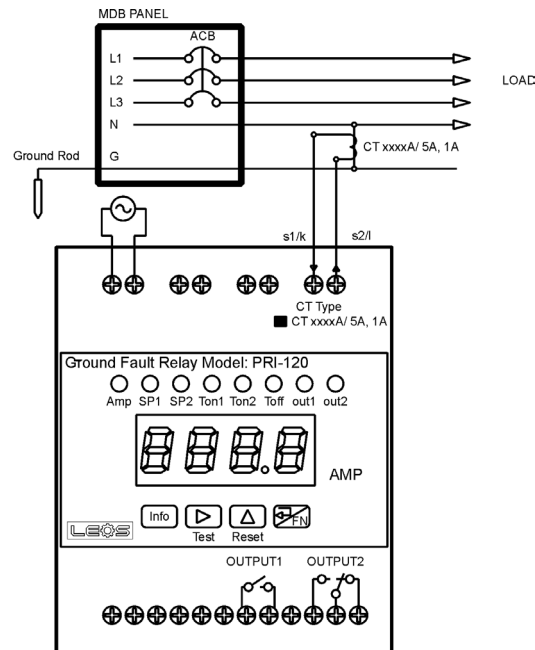 MDB PANEL
ACB
L1
L2
L3
N
G
LOAD
Ground Rod
CT xxxxA/ 5A, 1A
s1/k
s2/l
CT Type
CT xxxxA/ 5A, 1A
Ground Fault Relay Model: PRI-120
Amp SP1 SP2 Ton1 Ton2 Toff out1 out2
888.8
AMP
Info
FN
Test Reset
LEOS
OUTPUT1 OUTPUT2